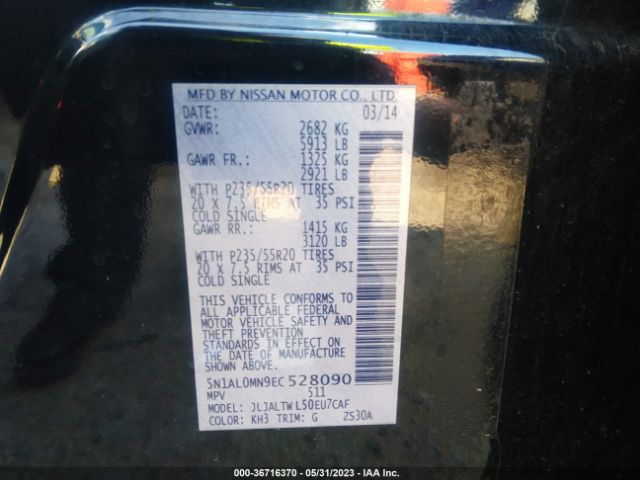 MFD BY NISSAN MOTOR CO., LTD.
DATE: 03/14
GVWR: 2682 KG
5913 LB
GAWR FR.: 1325 KG
2921 LB
WITH P235/55R20 TIRES
20 X 7.5 RIMS AT 35 PSI
COLD SINGLE
GAWR RR.: 1415 KG
3120 LB
WITH P235/55R20 TIRES
20 X 7.5 RIMS AT 35 PSI
COLD SINGLE
THIS VEHICLE CONFORMS TO
ALL APPLICABLE FEDERAL
MOTOR VEHICLE SAFETY AND
THEFT PREVENTION
STANDARDS IN EFFECT ON
THE DATE OF MANUFACTURE
SHOWN ABOVE.
5N1AL0MN9EC528090
MPV 511
MODEL: JLJALTWL50EU7CAF
COLOR: KH3 TRIM: G ZS30A
000-36716370 - 05/31/2023 - IAA Inc.